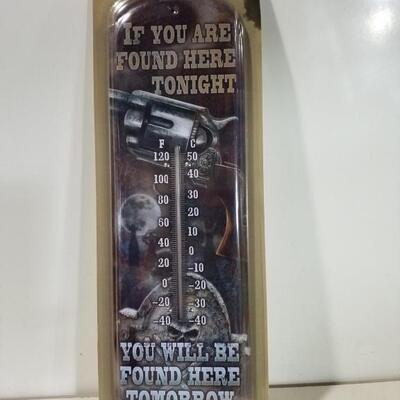 IF YOU ARE
FOUND HERE
TONIGHT
F C
120 50
100 40
80 30
60 20
40 10
20 0
0 -10
-20 -20
-40 -30
-40
YOU WILL BE
FOUND HERE
TOMORROW